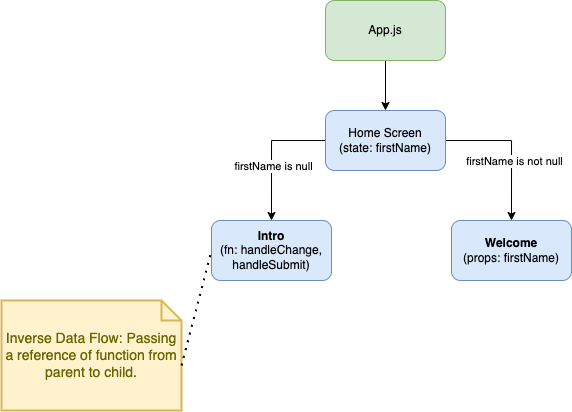 App.js
Home Screen
(state: firstName)
firstName is null
firstName is not null
Intro
(fn: handleChange,
handleSubmit)
Welcome
(props: firstName)
Inverse Data Flow: Passing
a reference of function from
parent to child.